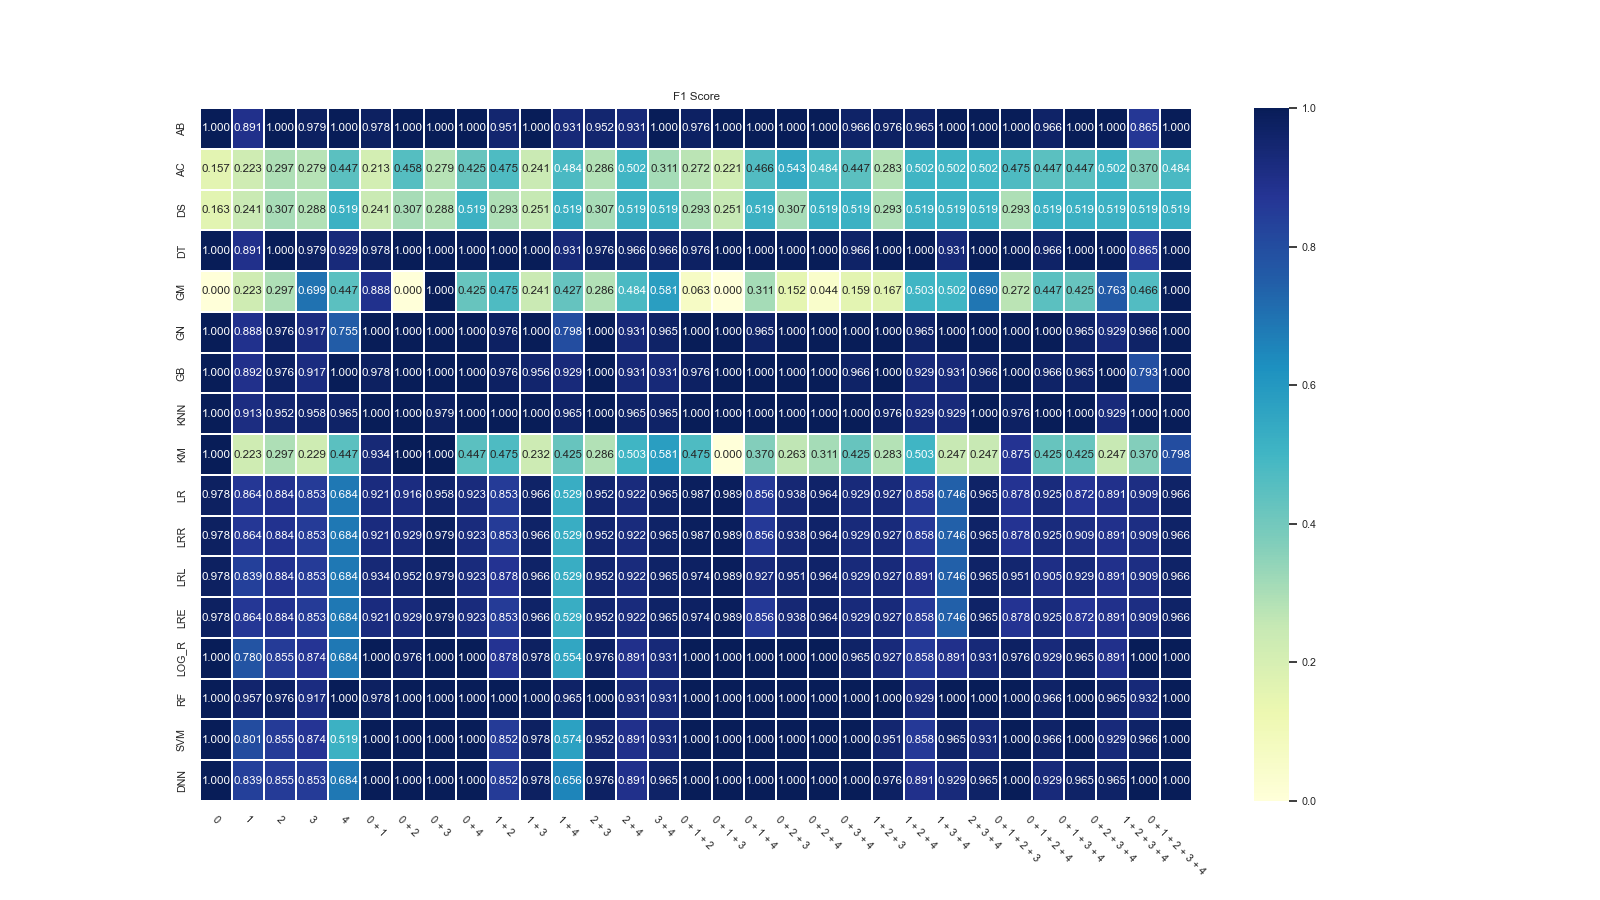 F1 Score
AB 1.000 0.891 1.000 0.979 1.000 0.978 1.000 1.000 1.000 0.951 1.000 0.931 0.952 0.931 1.000 0.976 1.000 1.000 1.000 1.000 0.966 0.976 0.965 1.000 1.000 1.000 0.966 1.000 1.000 0.865 1.000
AC 0.157 0.223 0.297 0.279 0.447 0.213 0.458 0.279 0.425 0.475 0.241 0.484 0.286 0.502 0.311 0.272 0.221 0.466 0.543 0.484 0.447 0.283 0.502 0.502 0.502 0.475 0.447 0.447 0.502 0.370 0.484
DS 0.163 0.241 0.307 0.288 0.519 0.241 0.307 0.288 0.519 0.293 0.251 0.519 0.307 0.519 0.519 0.293 0.251 0.519 0.307 0.519 0.519 0.293 0.519 0.519 0.519 0.293 0.519 0.519 0.519 0.519 0.519
DT 1.000 0.891 1.000 0.979 0.929 0.978 1.000 1.000 1.000 1.000 1.000 0.931 0.976 0.966 0.966 0.976 1.000 1.000 1.000 1.000 0.966 1.000 1.000 0.931 1.000 1.000 0.966 1.000 1.000 0.865 1.000
GM 0.000 0.223 0.297 0.699 0.447 0.888 0.000 1.000 0.425 0.475 0.241 0.427 0.286 0.484 0.581 0.063 0.000 0.311 0.152 0.044 0.159 0.167 0.503 0.502 0.690 0.272 0.447 0.425 0.763 0.466 1.000
GN 1.000 0.888 0.976 0.917 0.755 1.000 1.000 1.000 1.000 0.976 1.000 0.798 1.000 0.931 0.965 1.000 1.000 0.965 1.000 1.000 1.000 1.000 0.965 1.000 1.000 1.000 1.000 0.965 0.929 0.966 1.000
GB 1.000 0.892 0.976 0.917 1.000 0.978 1.000 1.000 1.000 0.976 0.956 0.929 1.000 0.931 0.931 0.976 1.000 1.000 1.000 1.000 0.966 1.000 0.929 0.931 0.966 1.000 0.966 0.965 1.000 0.793 1.000
KNN 1.000 0.913 0.952 0.958 0.965 1.000 1.000 0.979 1.000 1.000 1.000 0.965 1.000 0.965 0.965 1.000 1.000 1.000 1.000 1.000 1.000 0.976 0.929 0.929 1.000 0.976 1.000 1.000 0.929 1.000 1.000
KM 1.000 0.223 0.297 0.229 0.447 0.934 1.000 1.000 0.447 0.475 0.232 0.425 0.286 0.503 0.581 0.475 0.000 0.370 0.263 0.311 0.425 0.283 0.503 0.247 0.247 0.875 0.425 0.425 0.247 0.370 0.798
LR 0.978 0.864 0.884 0.853 0.684 0.921 0.916 0.958 0.923 0.853 0.966 0.529 0.952 0.922 0.965 0.987 0.989 0.856 0.938 0.964 0.929 0.927 0.858 0.746 0.965 0.878 0.925 0.872 0.891 0.909 0.966
LRR 0.978 0.864 0.884 0.853 0.684 0.921 0.929 0.979 0.923 0.853 0.966 0.529 0.952 0.922 0.965 0.987 0.989 0.856 0.938 0.964 0.929 0.927 0.858 0.746 0.965 0.878 0.925 0.909 0.891 0.909 0.966
LRL 0.978 0.839 0.884 0.853 0.684 0.934 0.952 0.979 0.923 0.878 0.966 0.529 0.952 0.922 0.965 0.974 0.989 0.927 0.951 0.964 0.929 0.927 0.891 0.746 0.965 0.951 0.905 0.929 0.891 0.909 0.966
LRE 0.978 0.864 0.884 0.853 0.684 0.921 0.929 0.979 0.923 0.853 0.966 0.529 0.952 0.922 0.965 0.974 0.989 0.856 0.938 0.964 0.929 0.927 0.858 0.746 0.965 0.878 0.925 0.872 0.891 0.909 0.966
LOG_R 1.000 0.780 0.855 0.874 0.684 1.000 0.976 1.000 1.000 0.878 0.978 0.554 0.976 0.891 0.931 1.000 1.000 1.000 1.000 1.000 0.965 0.927 0.858 0.891 0.931 0.976 0.929 0.965 0.891 1.000 1.000
RF 1.000 0.957 0.976 0.917 1.000 0.978 1.000 1.000 1.000 1.000 1.000 0.965 1.000 0.931 0.931 1.000 1.000 1.000 1.000 1.000 1.000 1.000 0.929 1.000 1.000 1.000 0.966 1.000 0.965 0.932 1.000
SVM 1.000 0.801 0.855 0.874 0.519 1.000 1.000 1.000 1.000 0.852 0.978 0.574 0.952 0.891 0.931 1.000 1.000 1.000 1.000 1.000 1.000 0.951 0.858 0.965 0.931 1.000 0.966 1.000 0.929 0.966 1.000
DNN 1.000 0.839 0.855 0.853 0.684 1.000 1.000 1.000 1.000 0.852 0.978 0.656 0.976 0.891 0.965 1.000 1.000 1.000 1.000 1.000 1.000 0.976 0.891 0.929 0.965 1.000 0.929 0.965 0.965 1.000 1.000
0
1
2
3
4
0 + 1
0 + 2
0 + 3
0 + 4
1 + 2
1 + 3
1 + 4
2 + 3
2 + 4
3 + 4
0 + 1 + 2
0 + 1 + 3
0 + 1 + 4
0 + 2 + 3
0 + 2 + 4
0 + 3 + 4
1 + 2 + 3
1 + 2 + 4
1 + 3 + 4
2 + 3 + 4
0 + 1 + 2 + 3
0 + 1 + 2 + 4
0 + 1 + 3 + 4
0 + 2 + 3 + 4
1 + 2 + 3 + 4
0 + 1 + 2 + 3 + 4
1.0
0.8
0.6
0.4
0.2
0.0